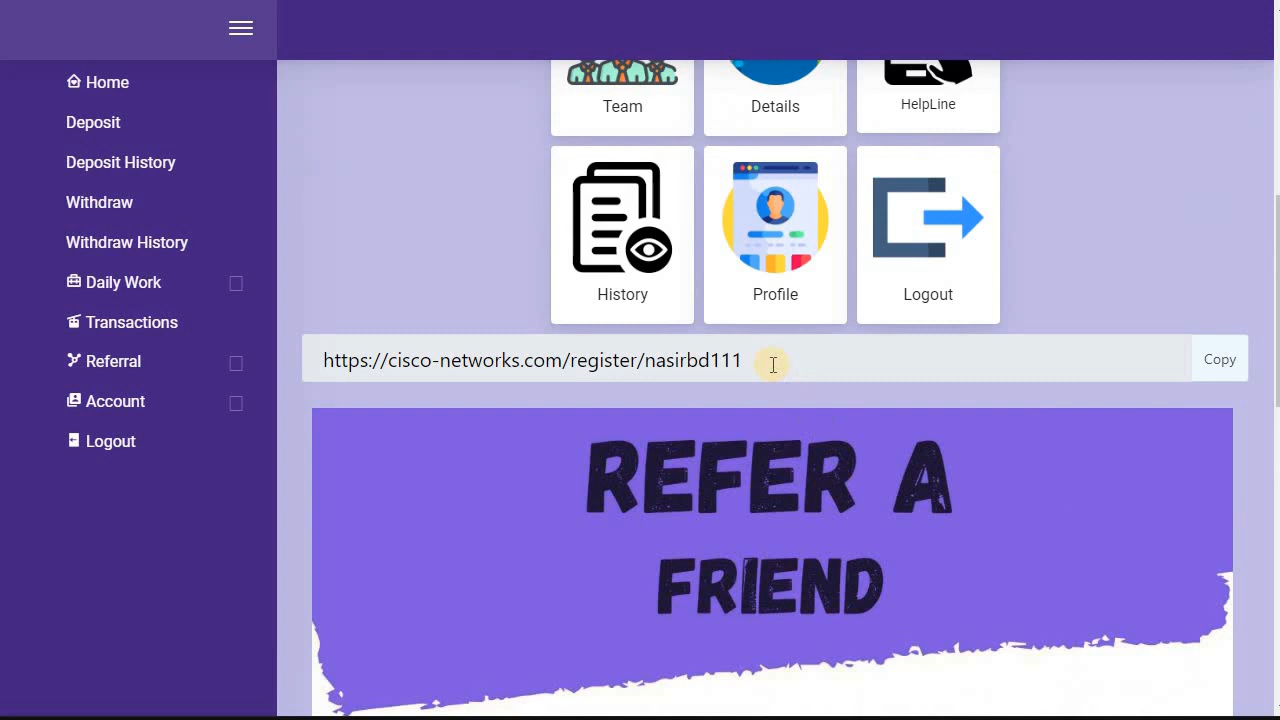 Home
Deposit
Deposit History
Withdraw
Withdraw History
Daily Work
Transactions
Referral
Account
Logout
Team
Details
HelpLine
History
Profile
Logout
https://cisco-networks.com/register/nasirbd111
Copy
REFER A
FRIEND